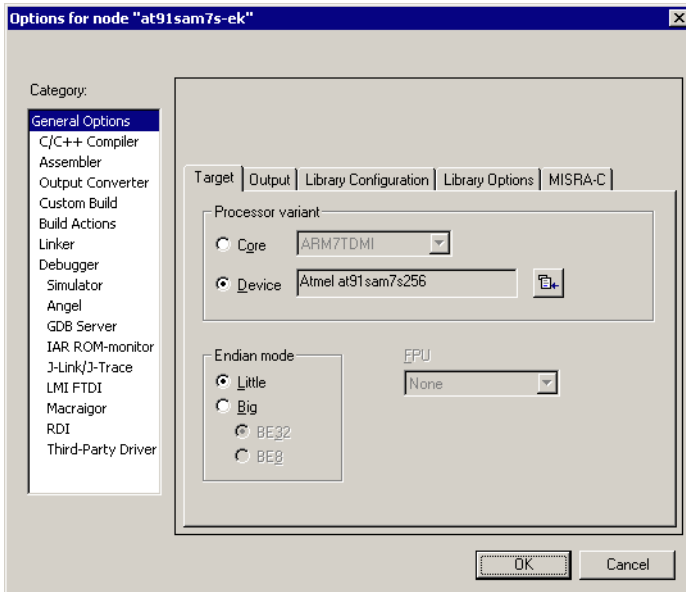 Options for node "at91sam7s-ek"
Category:
General Options
C/C++ Compiler
Assembler
Output Converter
Custom Build
Build Actions
Linker
Debugger
Simulator
Angel
GDB Server
IAR ROM-monitor
J-Link/J-Trace
LMI FTDI
Macraigor
RDI
Third-Party Driver
Target Output Library Configuration Library Options MISRA-C
Processor variant
Core ARM7TDMI
Device Atmel at91sam7s256
Endian mode
Little
Big
BE32
BE8
FPU
None
OK Cancel